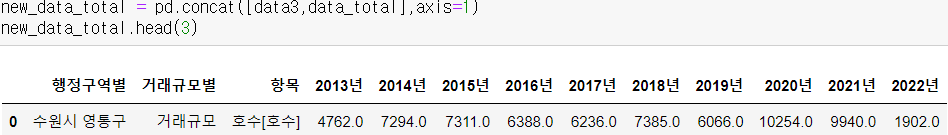 new_data_total = pd.concat([data3,data_total],axis=1)
new_data_total.head(3)
행정구역별 거래규모별 항목 2013년 2014년 2015년 2016년 2017년 2018년 2019년 2020년 2021년 2022년
0 수원시 영통구 거래규모 호수[호수] 4762.0 7294.0 7311.0 6388.0 6236.0 7385.0 6066.0 10254.0 9940.0 1902.0